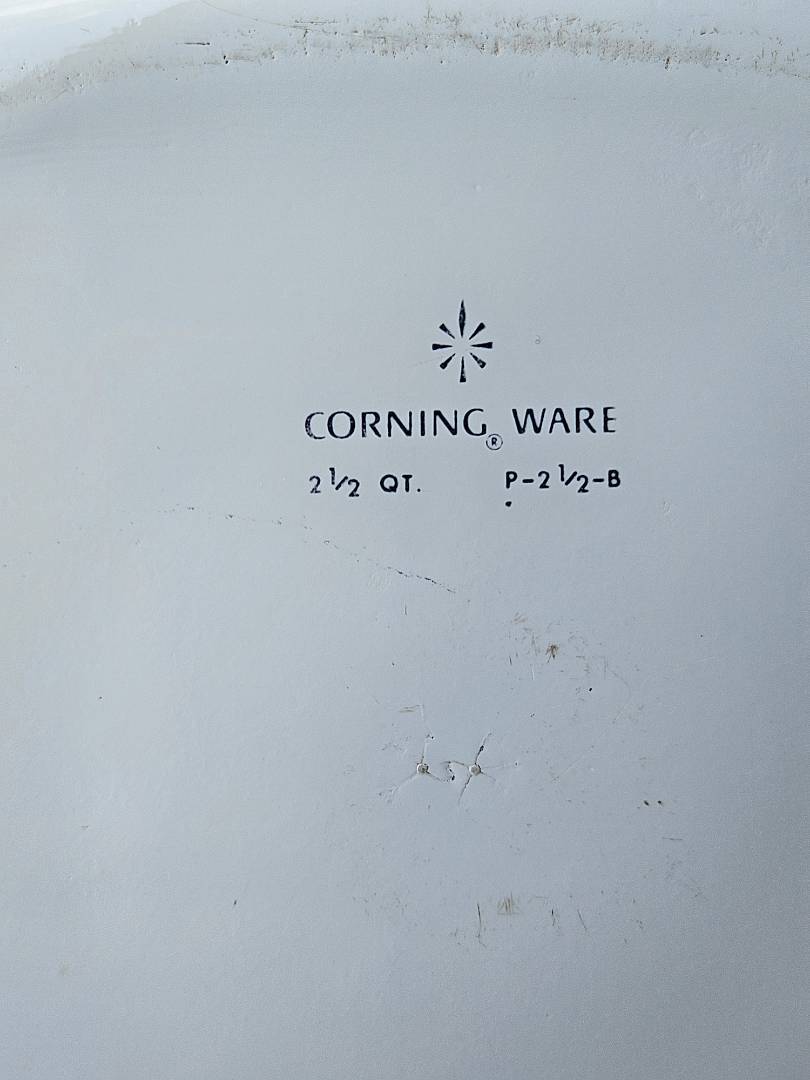 CORNING® WARE
2 1/2 QT. P-2 1/2-B